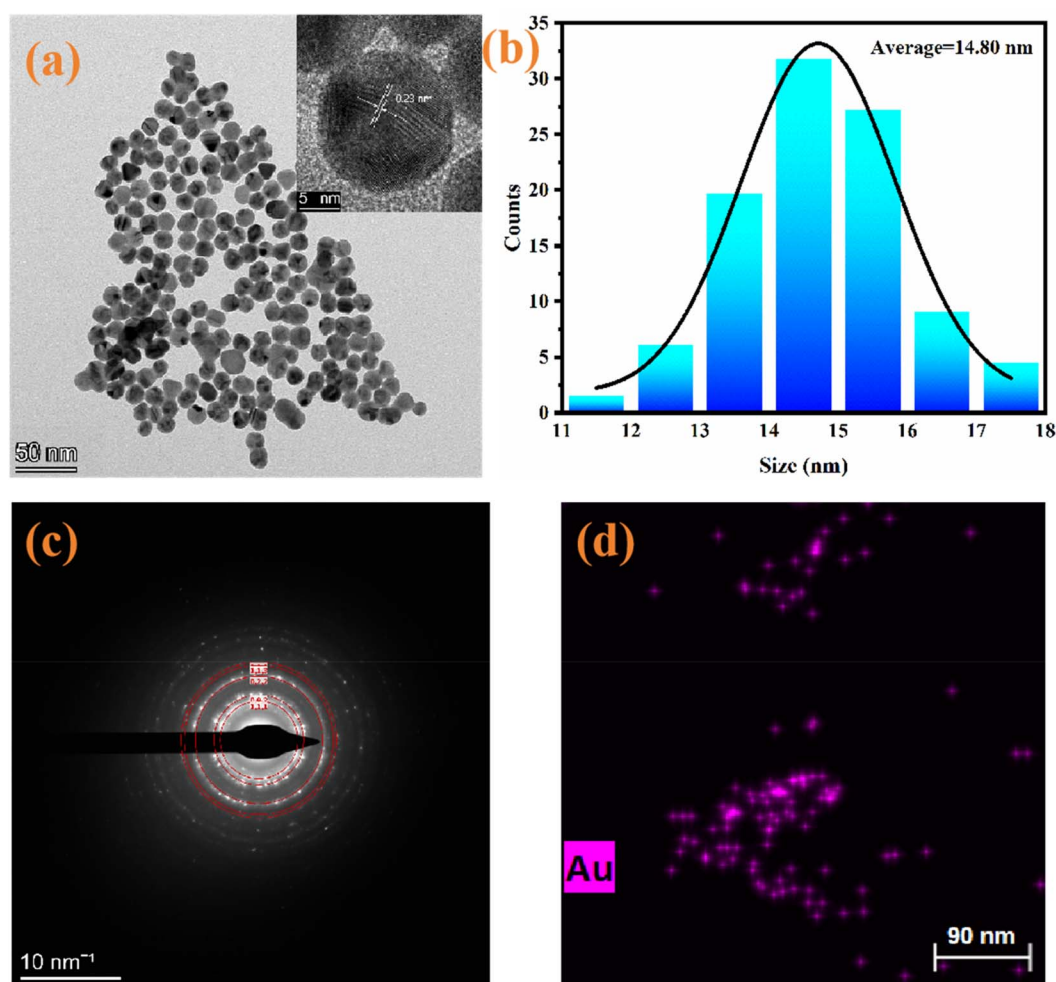 (a)
0.23 nm
5 nm
50 nm
(b)
Average=14.80 nm
Counts
35
30
25
20
15
10
5
0
11 12 13 14 15 16 17 18
Size (nm)
(c)
10 nm⁻¹
(d)
Au
90 nm